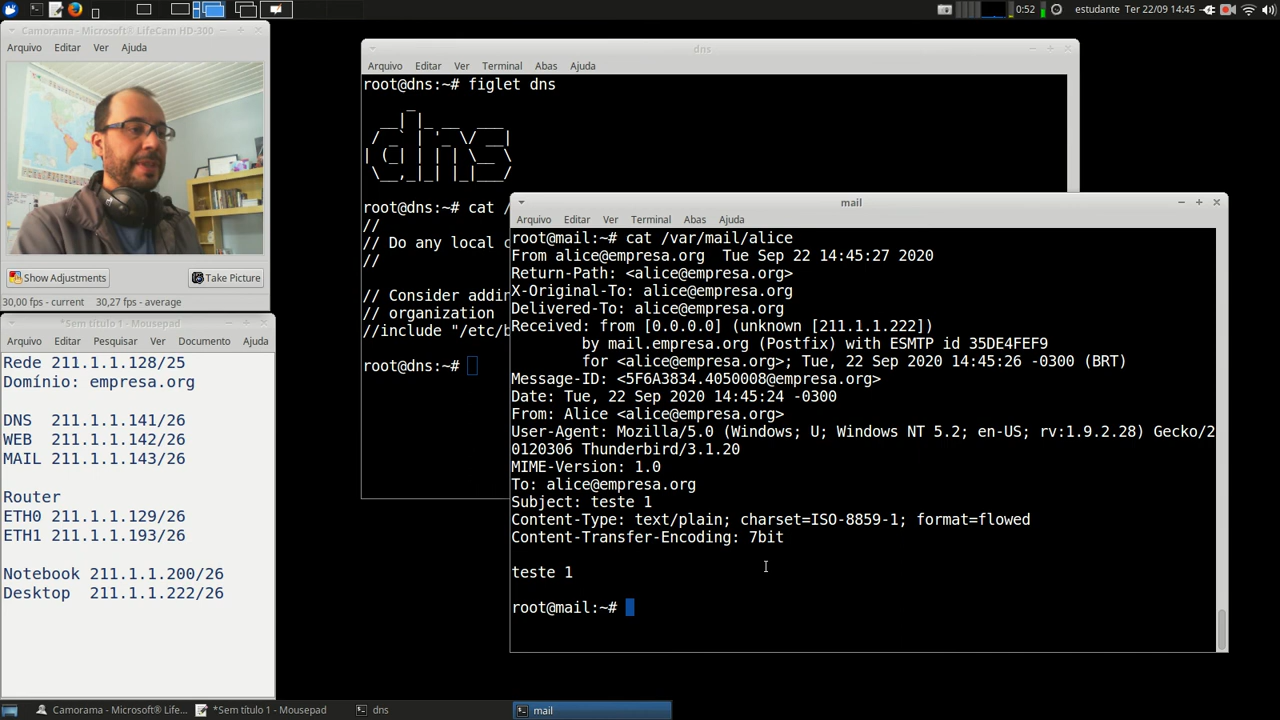 0:52 estudante Ter 22/09 14:45
Camorama - Microsoft® LifeCam HD-300
Arquivo Editar Ver Ajuda
Show Adjustments Take Picture
30,00 fps - current 30,27 fps - average
*Sem título 1 - Mousepad
Arquivo Editar Pesquisar Ver Documento Ajuda
Rede 211.1.1.128/25
Domínio: empresa.org
DNS 211.1.1.141/26
WEB 211.1.1.142/26
MAIL 211.1.1.143/26
Router
ETH0 211.1.1.129/26
ETH1 211.1.1.193/26
Notebook 211.1.1.200/26
Desktop 211.1.1.222/26
dns
Arquivo Editar Ver Terminal Abas Ajuda
root@dns:~# figlet dns
dns
root@dns:~# cat /
//
// Do any local c
//
// Consider addin
// organization
//include "/etc/b
root@dns:~#
mail
Arquivo Editar Ver Terminal Abas Ajuda
root@mail:~# cat /var/mail/alice
From alice@empresa.org  Tue Sep 22 14:45:27 2020
Return-Path: <alice@empresa.org>
X-Original-To: alice@empresa.org
Delivered-To: alice@empresa.org
Received: from [0.0.0.0] (unknown [211.1.1.222])
by mail.empresa.org (Postfix) with ESMTP id 35DE4FEF9
for <alice@empresa.org>; Tue, 22 Sep 2020 14:45:26 -0300 (BRT)
Message-ID: <5F6A3834.4050008@empresa.org>
Date: Tue, 22 Sep 2020 14:45:24 -0300
From: Alice <alice@empresa.org>
User-Agent: Mozilla/5.0 (Windows; U; Windows NT 5.2; en-US; rv:1.9.2.28) Gecko/2
0120306 Thunderbird/3.1.20
MIME-Version: 1.0
To: alice@empresa.org
Subject: teste 1
Content-Type: text/plain; charset=ISO-8859-1; format=flowed
Content-Transfer-Encoding: 7bit
teste 1
root@mail:~#
Camorama - Microsoft® LifeC... *Sem título 1 - Mousepad dns mail